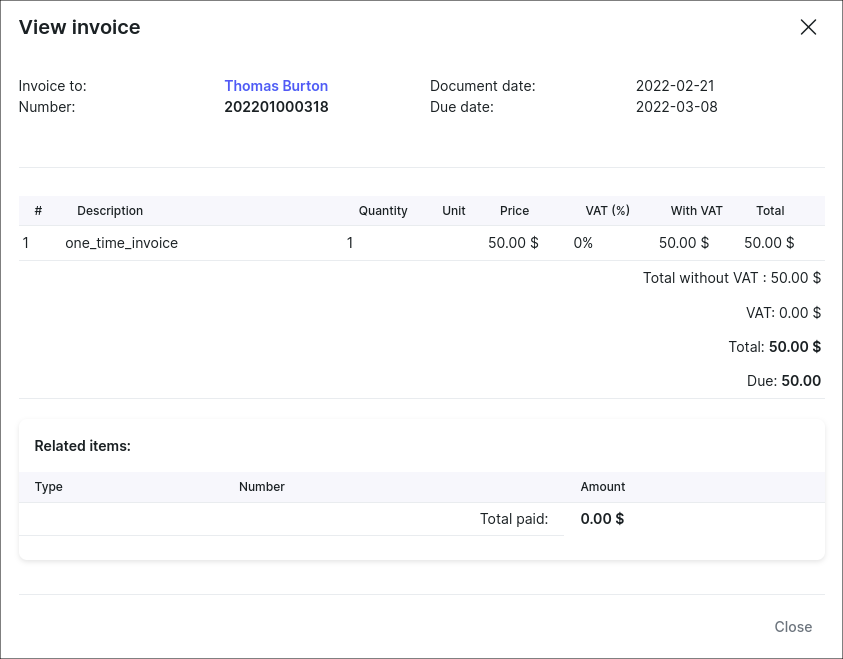 View invoice
Invoice to: Thomas Burton Document date: 2022-02-21
Number: 202201000318 Due date: 2022-03-08
# Description Quantity Unit Price VAT (%) With VAT Total
1 one_time_invoice 1 50.00 $ 0% 50.00 $ 50.00 $
Total without VAT : 50.00 $
VAT: 0.00 $
Total: 50.00 $
Due: 50.00
Related items:
Type Number Amount
Total paid: 0.00 $
Close